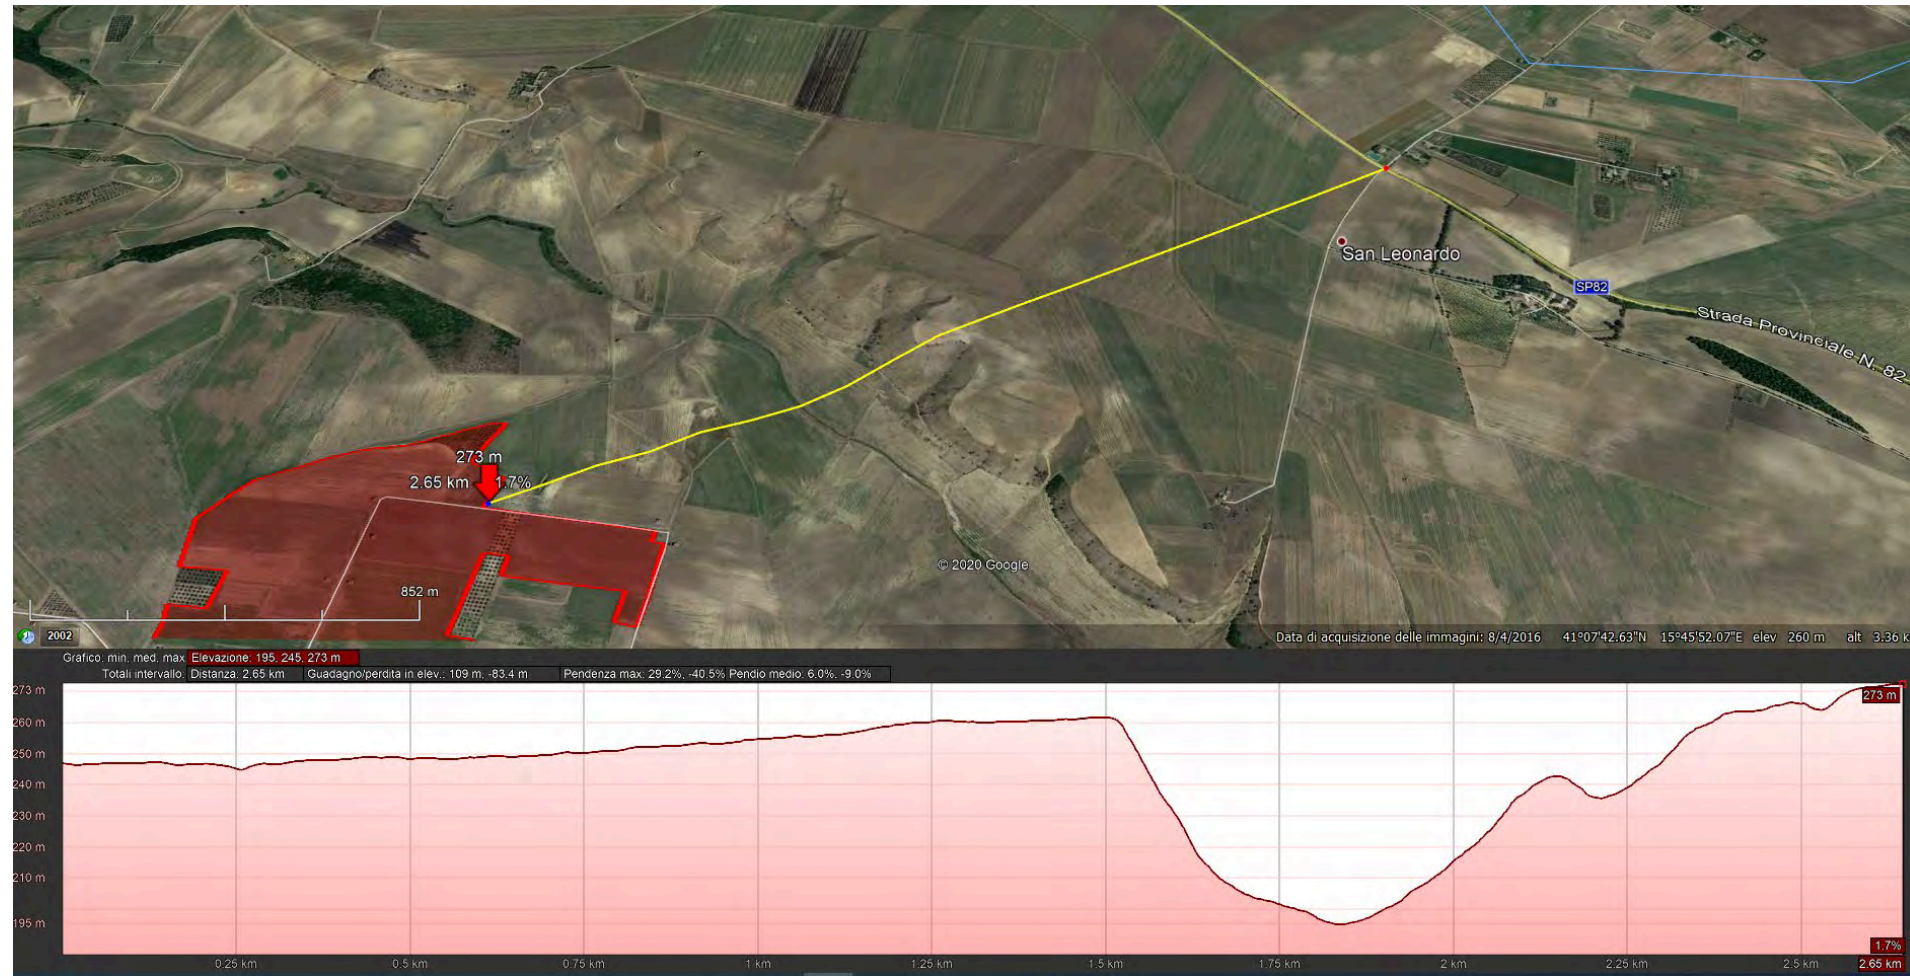 San Leonardo
SP82
Strada Provinciale N. 82
273 m
2.65 km
1.7%
© 2020 Google
852 m
2002
Data di acquisizione delle immagini: 8/4/2016 41°07'42.63"N 15°45'52.07"E elev 260 m alt 3.36 k
Grafico: min. med. max Elevazione: 195, 245, 273 m
Totali intervallo: Distanza: 2.65 km Guadagno/perdita in elev.: 109 m, -83.4 m Pendenza max: 29.2%, -40.5% Pendio medio: 6.0%, -9.0%
273 m
273 m
260 m
250 m
240 m
230 m
220 m
210 m
195 m
1.7%
0.25 km 0.5 km 0.75 km 1 km 1.25 km 1.5 km 1.75 km 2 km 2.25 km 2.5 km 2.65 km